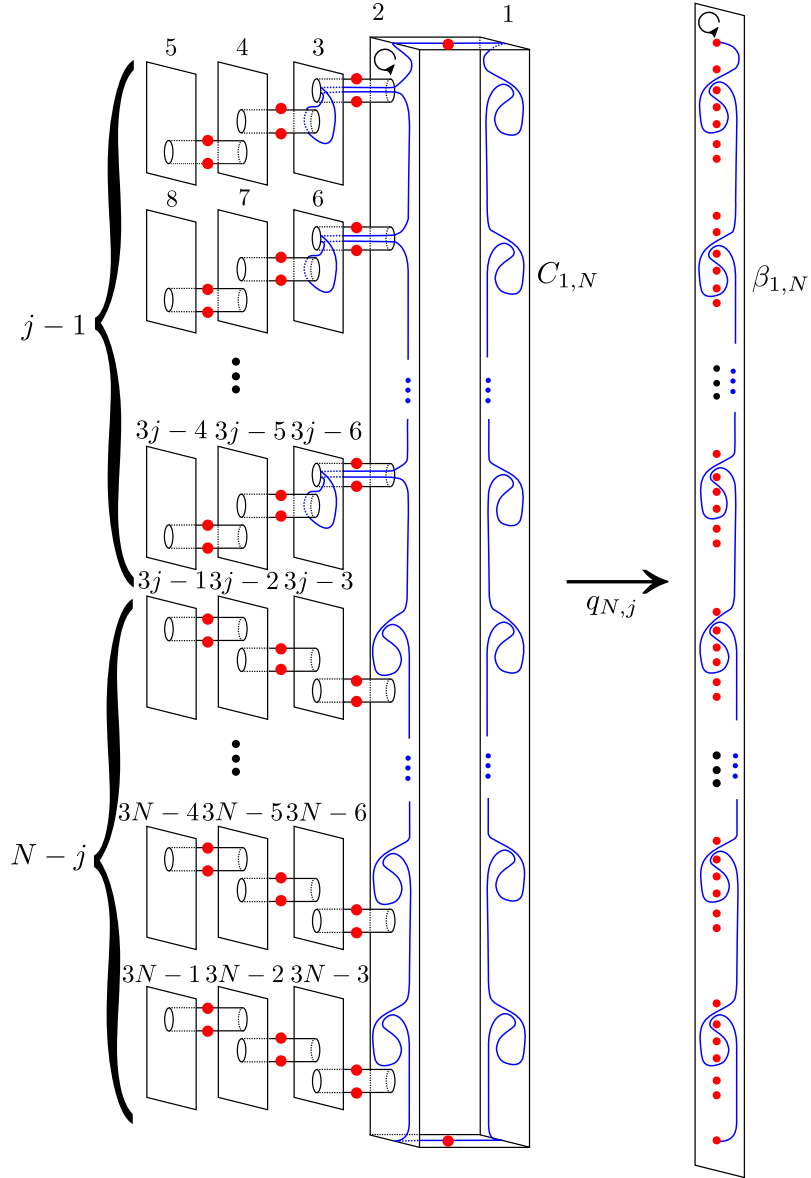 2 1
5 4 3
8 7 6
C_{1,N}
β_{1,N}
j − 1
3j − 4 3j − 5 3j − 6
3j − 1 3j − 2 3j − 3
q_{N,j}
3N − 4 3N − 5 3N − 6
N − j
3N − 1 3N − 2 3N − 3